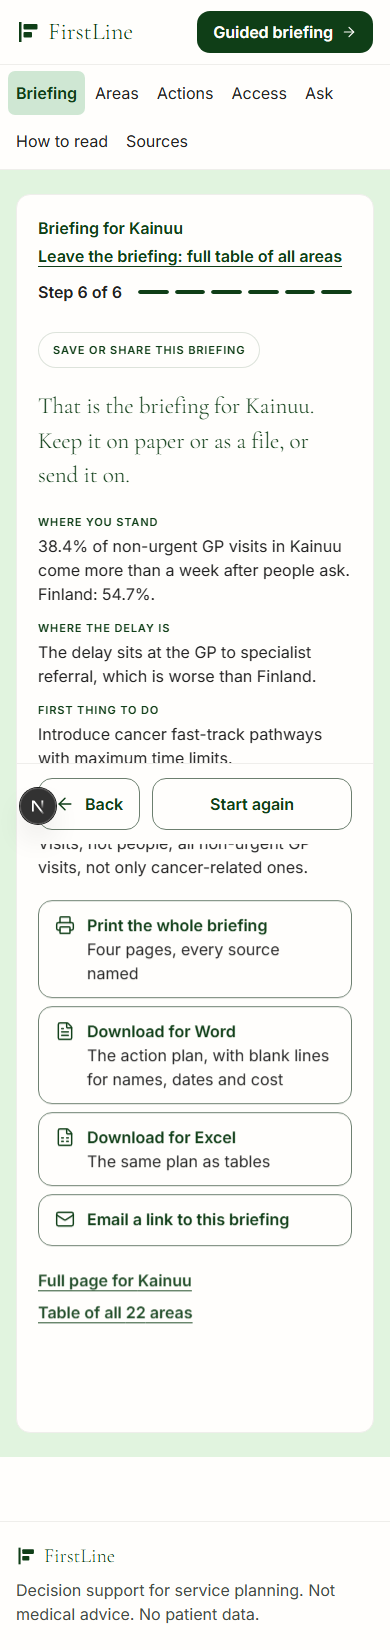 FirstLine
Guided briefing
Briefing Areas Actions Access Ask
How to read Sources
Briefing for Kainuu
Leave the briefing: full table of all areas
Step 6 of 6
SAVE OR SHARE THIS BRIEFING
That is the briefing for Kainuu.
Keep it on paper or as a file, or
send it on.
WHERE YOU STAND
38.4% of non-urgent GP visits in Kainuu
come more than a week after people ask.
Finland: 54.7%.
WHERE THE DELAY IS
The delay sits at the GP to specialist
referral, which is worse than Finland.
FIRST THING TO DO
Introduce cancer fast-track pathways
with maximum time limits.
N
Back
Start again
Visits, not people, all non-urgent GP
visits, not only cancer-related ones.
Print the whole briefing
Four pages, every source
named
Download for Word
The action plan, with blank lines
for names, dates and cost
Download for Excel
The same plan as tables
Email a link to this briefing
Full page for Kainuu
Table of all 22 areas
FirstLine
Decision support for service planning. Not
medical advice. No patient data.